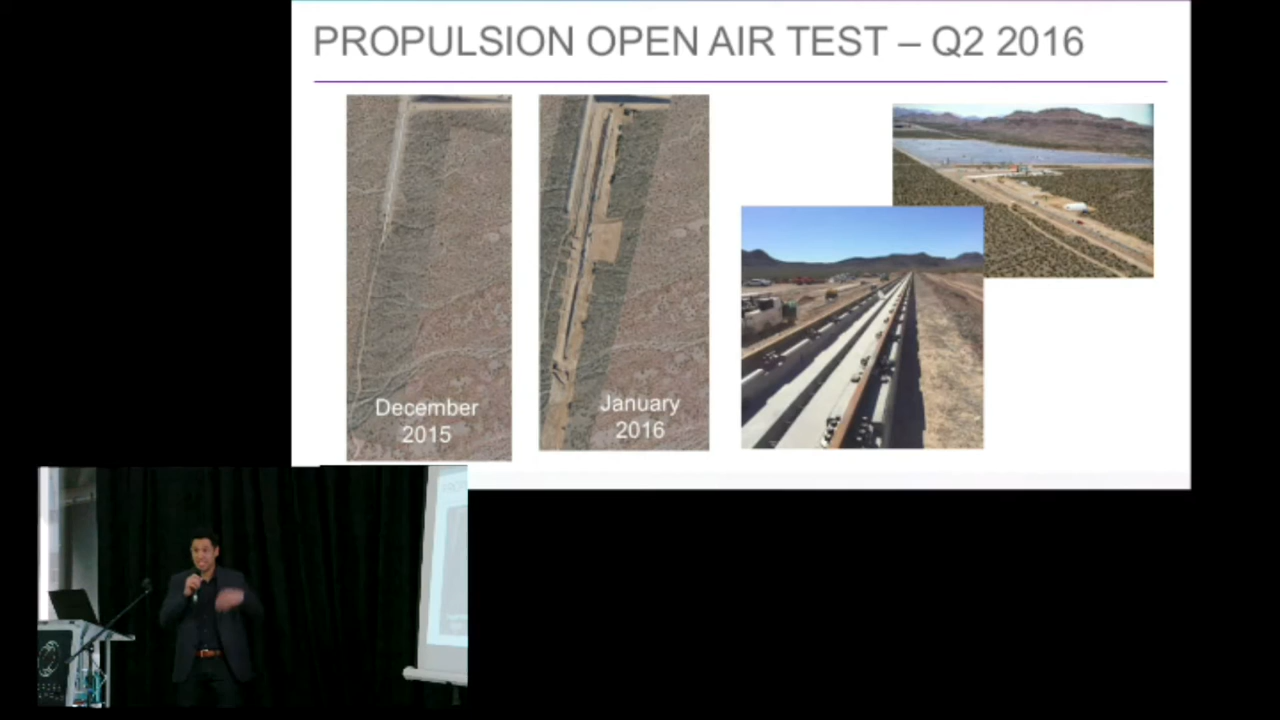 PROPULSION OPEN AIR TEST – Q2 2016
December
2015
January
2016